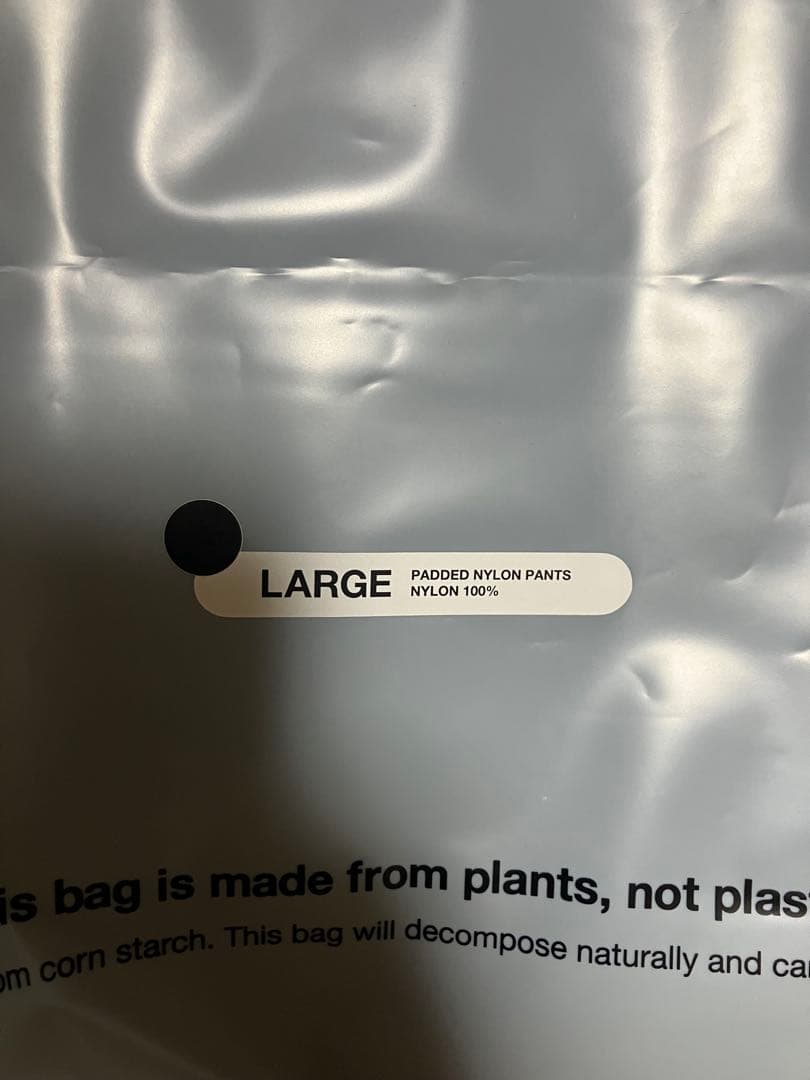 LARGE
PADDED NYLON PANTS
NYLON 100%
is bag is made from plants, not plas
om corn starch. This bag will decompose naturally and ca